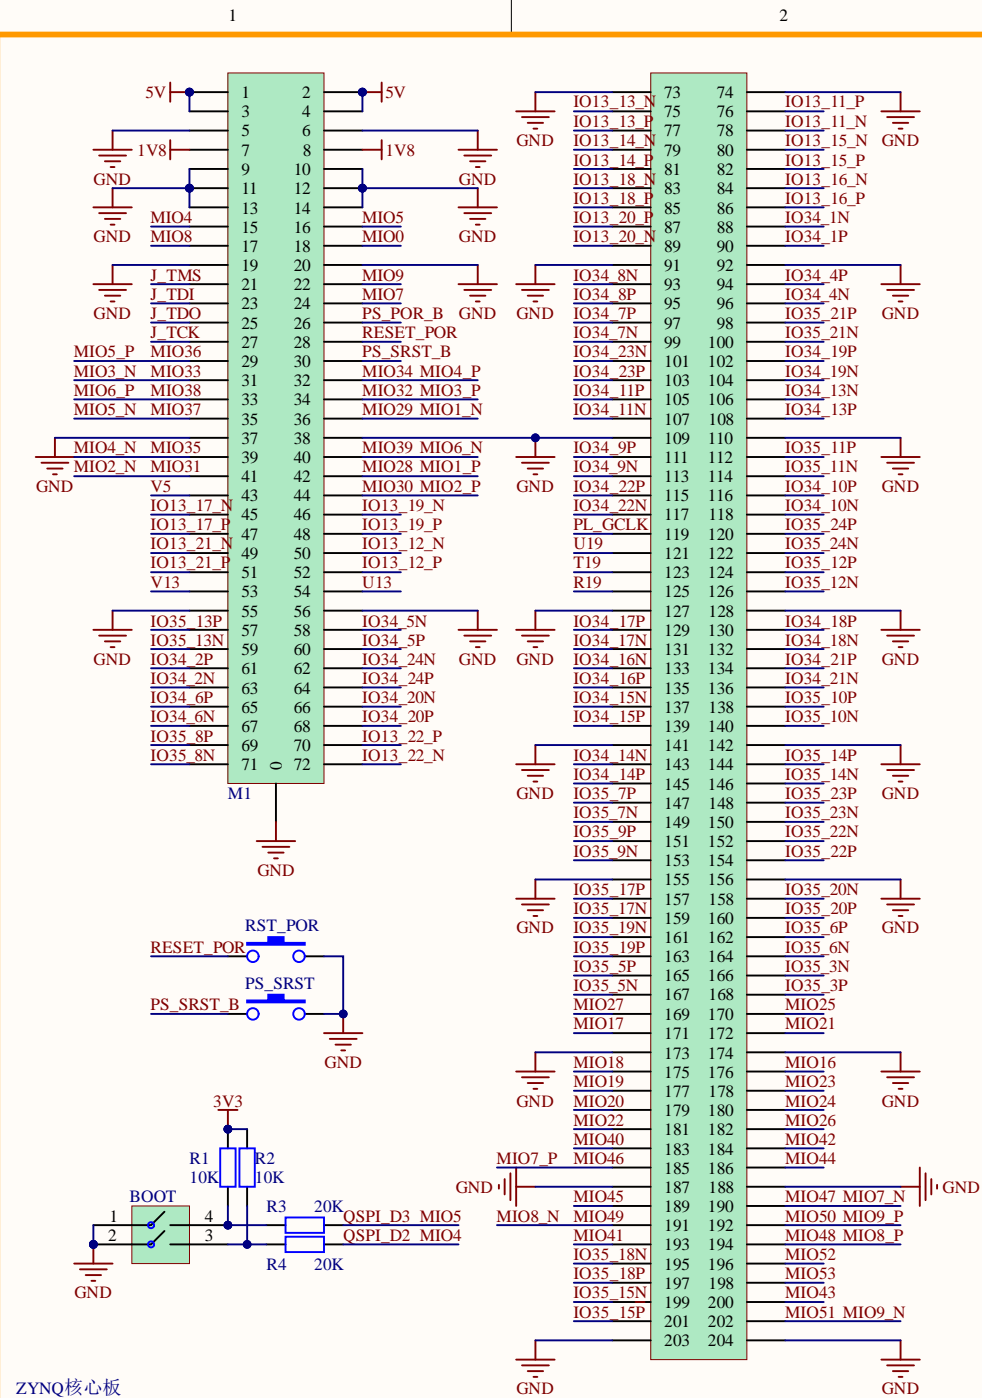 1 2
5V 1 2 5V 73 74
3 4 IO13_13_N 75 76 IO13_11_P
5 6 GND IO13_13_P 77 78 IO13_11_N GND
1V8 7 8 1V8 IO13_14_N 79 80 IO13_15_N
GND 9 10 GND IO13_14_P 81 82 IO13_15_P
11 12 IO13_18_N 83 84 IO13_16_N
13 14 IO13_18_P 85 86 IO13_16_P
GND MIO4 15 16 MIO5 GND IO13_20_P 87 88 IO34_1N
MIO8 17 18 MIO0 IO13_20_N 89 90 IO34_1P
19 20 91 92
J_TMS 21 22 MIO9 IO34_8N 93 94 IO34_4P
GND J_TDI 23 24 MIO7 GND GND IO34_8P 95 96 IO34_4N GND
J_TDO 25 26 PS_POR_B IO34_7P 97 98 IO35_21P
J_TCK 27 28 RESET_POR IO34_7N 99 100 IO35_21N
MIO5_P MIO36 29 30 PS_SRST_B IO34_23N 101 102 IO34_19P
MIO3_N MIO33 31 32 MIO34 MIO4_P IO34_23P 103 104 IO34_19N
MIO6_P MIO38 33 34 MIO32 MIO3_P IO34_11P 105 106 IO34_13N
MIO5_N MIO37 35 36 MIO29 MIO1_N IO34_11N 107 108 IO34_13P
37 38 109 110
MIO4_N MIO35 39 40 MIO39 MIO6_N IO34_9P 111 112 IO35_11P
GND MIO2_N MIO31 41 42 MIO28 MIO1_P GND IO34_9N 113 114 IO35_11N GND
V5 43 44 MIO30 MIO2_P IO34_22P 115 116 IO34_10P
IO13_17_N 45 46 IO13_19_N IO34_22N 117 118 IO34_10N
IO13_17_P 47 48 IO13_19_P PL_GCLK 119 120 IO35_24P
IO13_21_N 49 50 IO13_12_N U19 121 122 IO35_24N
IO13_21_P 51 52 IO13_12_P T19 123 124 IO35_12P
V13 53 54 U13 R19 125 126 IO35_12N
55 56 127 128
IO35_13P 57 58 IO34_5N IO34_17P 129 130 IO34_18P
GND IO35_13N 59 60 IO34_5P GND GND IO34_17N 131 132 IO34_18N GND
IO34_2P 61 62 IO34_24N IO34_16N 133 134 IO34_21P
IO34_2N 63 64 IO34_24P IO34_16P 135 136 IO34_21N
IO34_6P 65 66 IO34_20N IO34_15N 137 138 IO35_10P
IO34_6N 67 68 IO34_20P IO34_15P 139 140 IO35_10N
IO35_8P 69 70 IO13_22_P 141 142
IO35_8N 71 0 72 IO13_22_N IO34_14N 143 144 IO35_14P
M1 GND IO34_14P 145 146 IO35_14N GND
IO35_7P 147 148 IO35_23P
IO35_7N 149 150 IO35_23N
IO35_9P 151 152 IO35_22N
GND IO35_9N 153 154 IO35_22P
155 156
IO35_17P 157 158 IO35_20N
RST_POR GND IO35_17N 159 160 IO35_20P GND
IO35_19N 161 162 IO35_6P
RESET_POR IO35_19P 163 164 IO35_6N
PS_SRST IO35_5P 165 166 IO35_3N
PS_SRST_B IO35_5N 167 168 IO35_3P
MIO27 169 170 MIO25
MIO17 171 172 MIO21
GND 173 174
MIO18 175 176 MIO16
MIO19 177 178 MIO23
3V3 GND MIO20 179 180 MIO24 GND
MIO22 181 182 MIO26
MIO40 183 184 MIO42
R1 R2 MIO7_P MIO46 185 186 MIO44
10K 10K GND 187 188 GND
BOOT MIO45 189 190 MIO47 MIO7_N
1 4 R3 20K QSPI_D3 MIO5 MIO8_N MIO49 191 192 MIO50 MIO9_P
2 3 QSPI_D2 MIO4 MIO41 193 194 MIO48 MIO8_P
R4 20K IO35_18N 195 196 MIO52
GND IO35_18P 197 198 MIO53
IO35_15N 199 200 MIO43
IO35_15P 201 202 MIO51 MIO9_N
203 204
GND GND
ZYNQ核心板